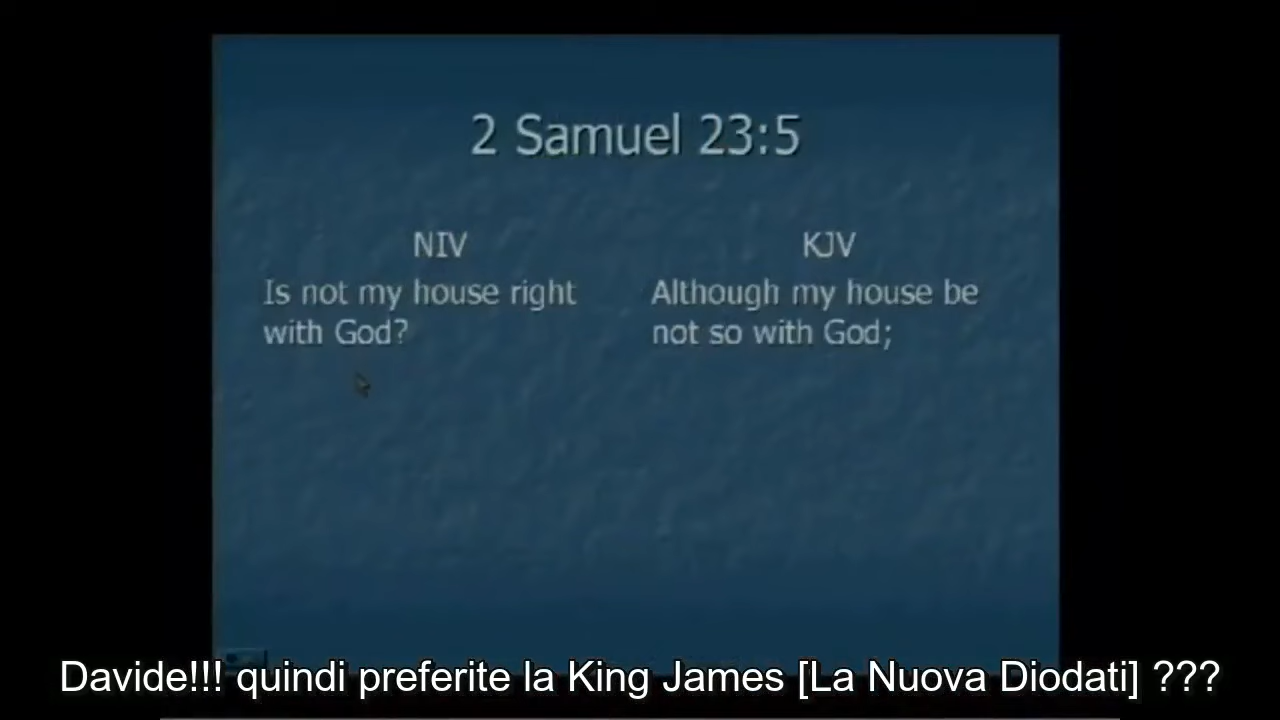 2 Samuel 23:5
NIV
Is not my house right
with God?
KJV
Although my house be
not so with God;
Davide!!! quindi preferite la King James [La Nuova Diodati] ???